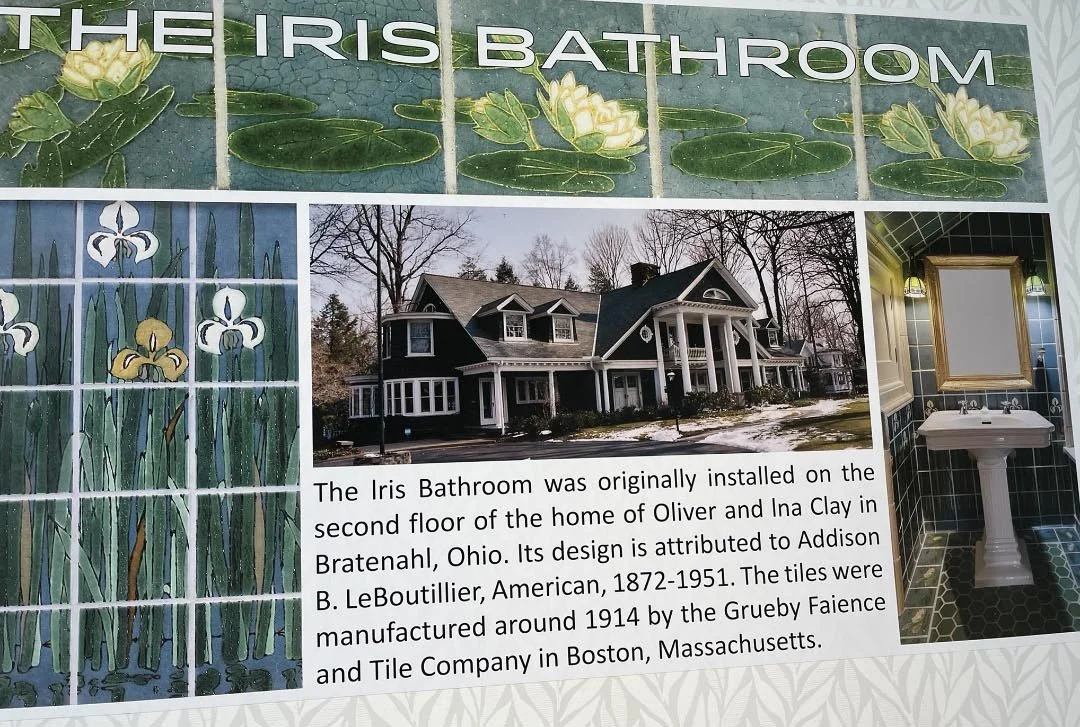 THE IRIS BATHROOM
The Iris Bathroom was originally installed on the
second floor of the home of Oliver and Ina Clay in
Bratenahl, Ohio. Its design is attributed to Addison
B. LeBoutillier, American, 1872-1951. The tiles were
manufactured around 1914 by the Grueby Faience
and Tile Company in Boston, Massachusetts.